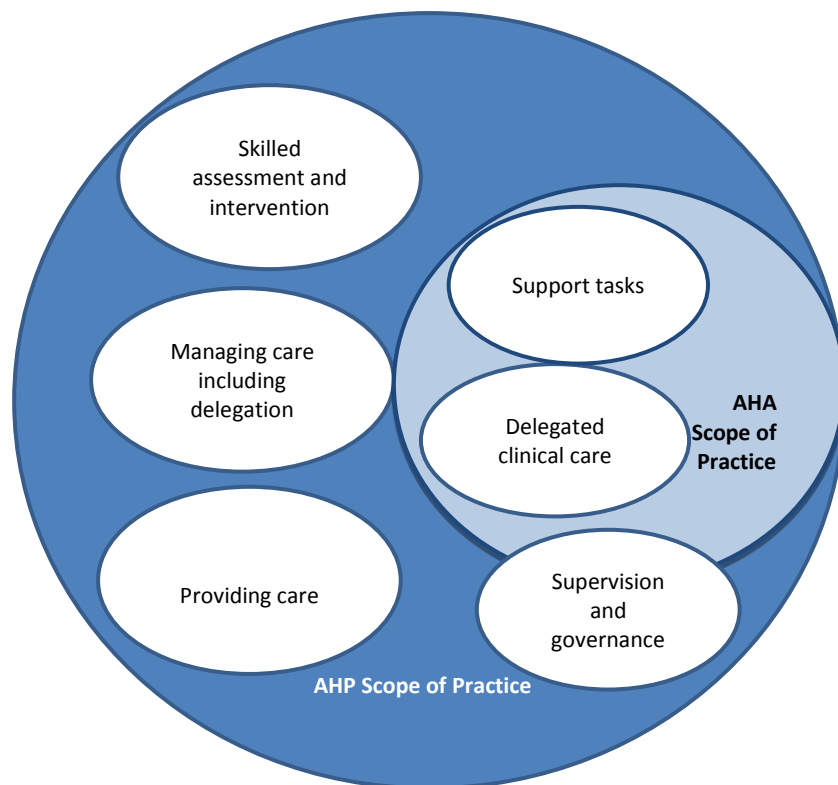 Skilled
assessment and
intervention
Support tasks
Managing care
including
delegation
AHA
Scope of
Practice
Delegated
clinical care
Providing care
Supervision
and
governance
AHP Scope of Practice